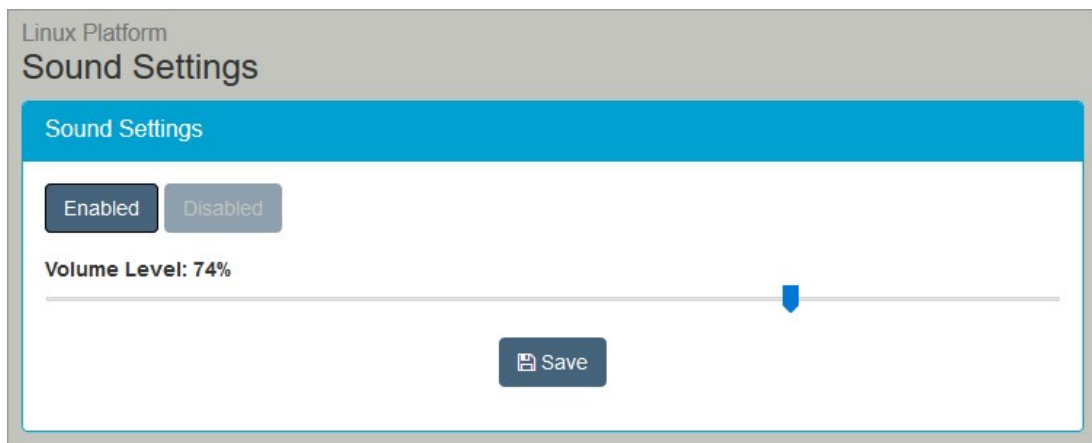 Linux Platform
Sound Settings
Sound Settings
Enabled Disabled
Volume Level: 74%
Save